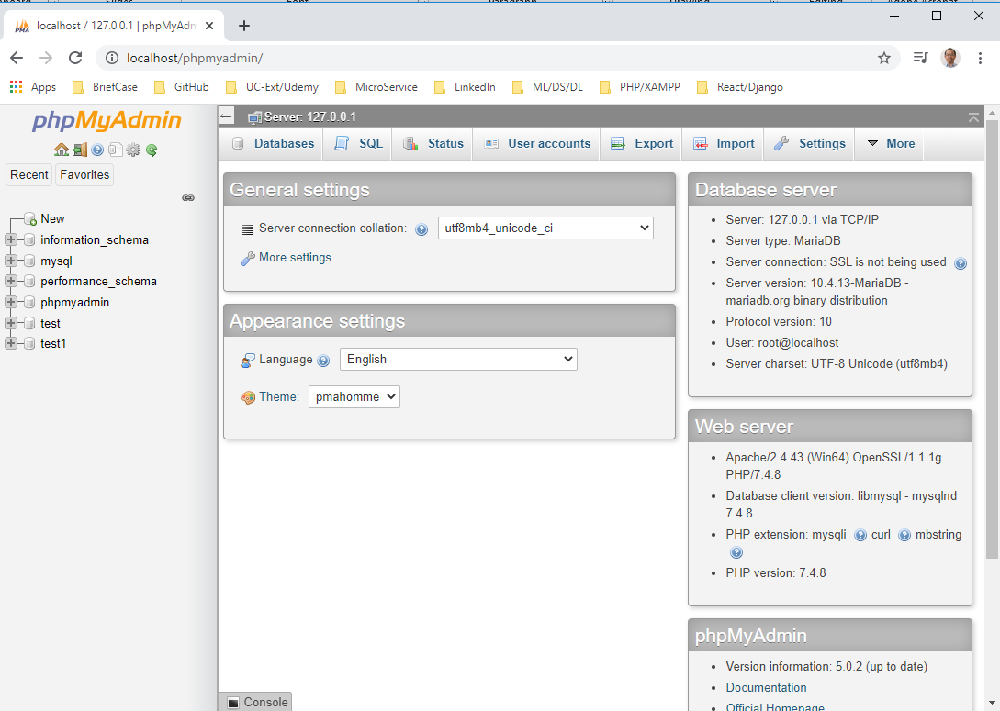 localhost / 127.0.0.1 | phpMyAdn
localhost/phpmyadmin/
Apps BriefCase GitHub UC-Ext/Udemy MicroService LinkedIn ML/DS/DL PHP/XAMPP React/Django
phpMyAdmin
Recent Favorites
New
information_schema
mysql
performance_schema
phpmyadmin
test
test1
Server: 127.0.0.1
Databases SQL Status User accounts Export Import Settings More
General settings
Server connection collation: utf8mb4_unicode_ci
More settings
Appearance settings
Language English
Theme: pmahomme
Database server
Server: 127.0.0.1 via TCP/IP
Server type: MariaDB
Server connection: SSL is not being used
Server version: 10.4.13-MariaDB -
mariadb.org binary distribution
Protocol version: 10
User: root@localhost
Server charset: UTF-8 Unicode (utf8mb4)
Web server
Apache/2.4.43 (Win64) OpenSSL/1.1.1g
PHP/7.4.8
Database client version: libmysql - mysqlnd
7.4.8
PHP extension: mysqli curl mbstring
PHP version: 7.4.8
phpMyAdmin
Version information: 5.0.2 (up to date)
Documentation
Official Homepage
Console